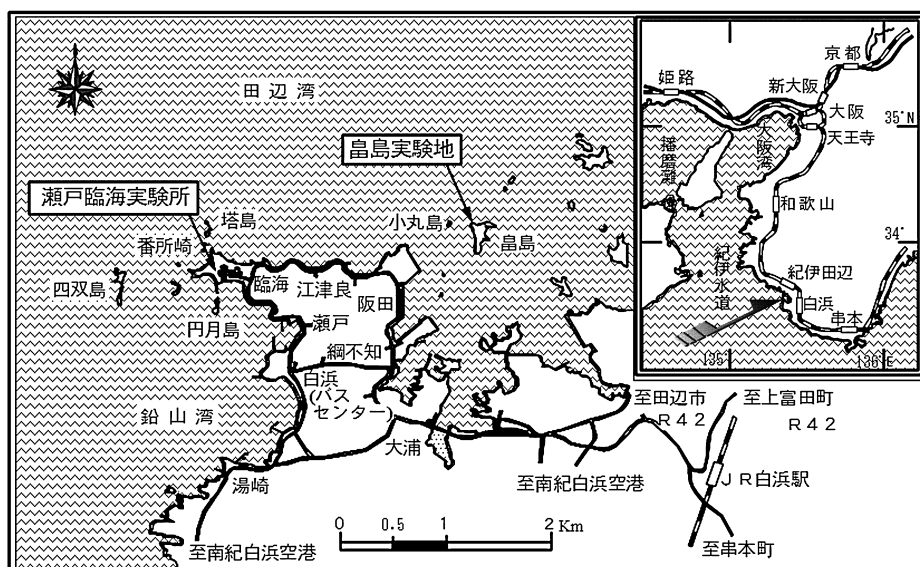 田辺湾
畠島実験地
瀬戸臨海実験所
塔島
小丸島
畠島
番所崎
四双島
円月島
臨海
江津良
阪田
瀬戸
綱不知
白浜
(バス
センター)
鉛山湾
大浦
湯崎
至南紀白浜空港
至南紀白浜空港
至田辺市
R42
至上富田町
R42
JR白浜駅
至串本町
0 0.5 1 2 Km
京都
姫路
新大阪
大阪
天王寺
35°N
大阪湾
播磨灘
和歌山
34°
紀伊水道
紀伊田辺
白浜
串本
135°
136°E